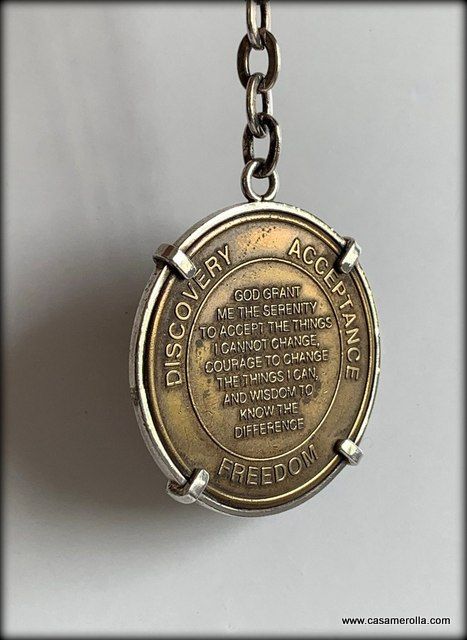 DISCOVERY
ACCEPTANCE
GOD GRANT
ME THE SERENITY
TO ACCEPT THE THINGS
I CANNOT CHANGE,
COURAGE TO CHANGE
THE THINGS I CAN,
AND WISDOM TO
KNOW THE
DIFFERENCE
FREEDOM
www.casamerolla.com